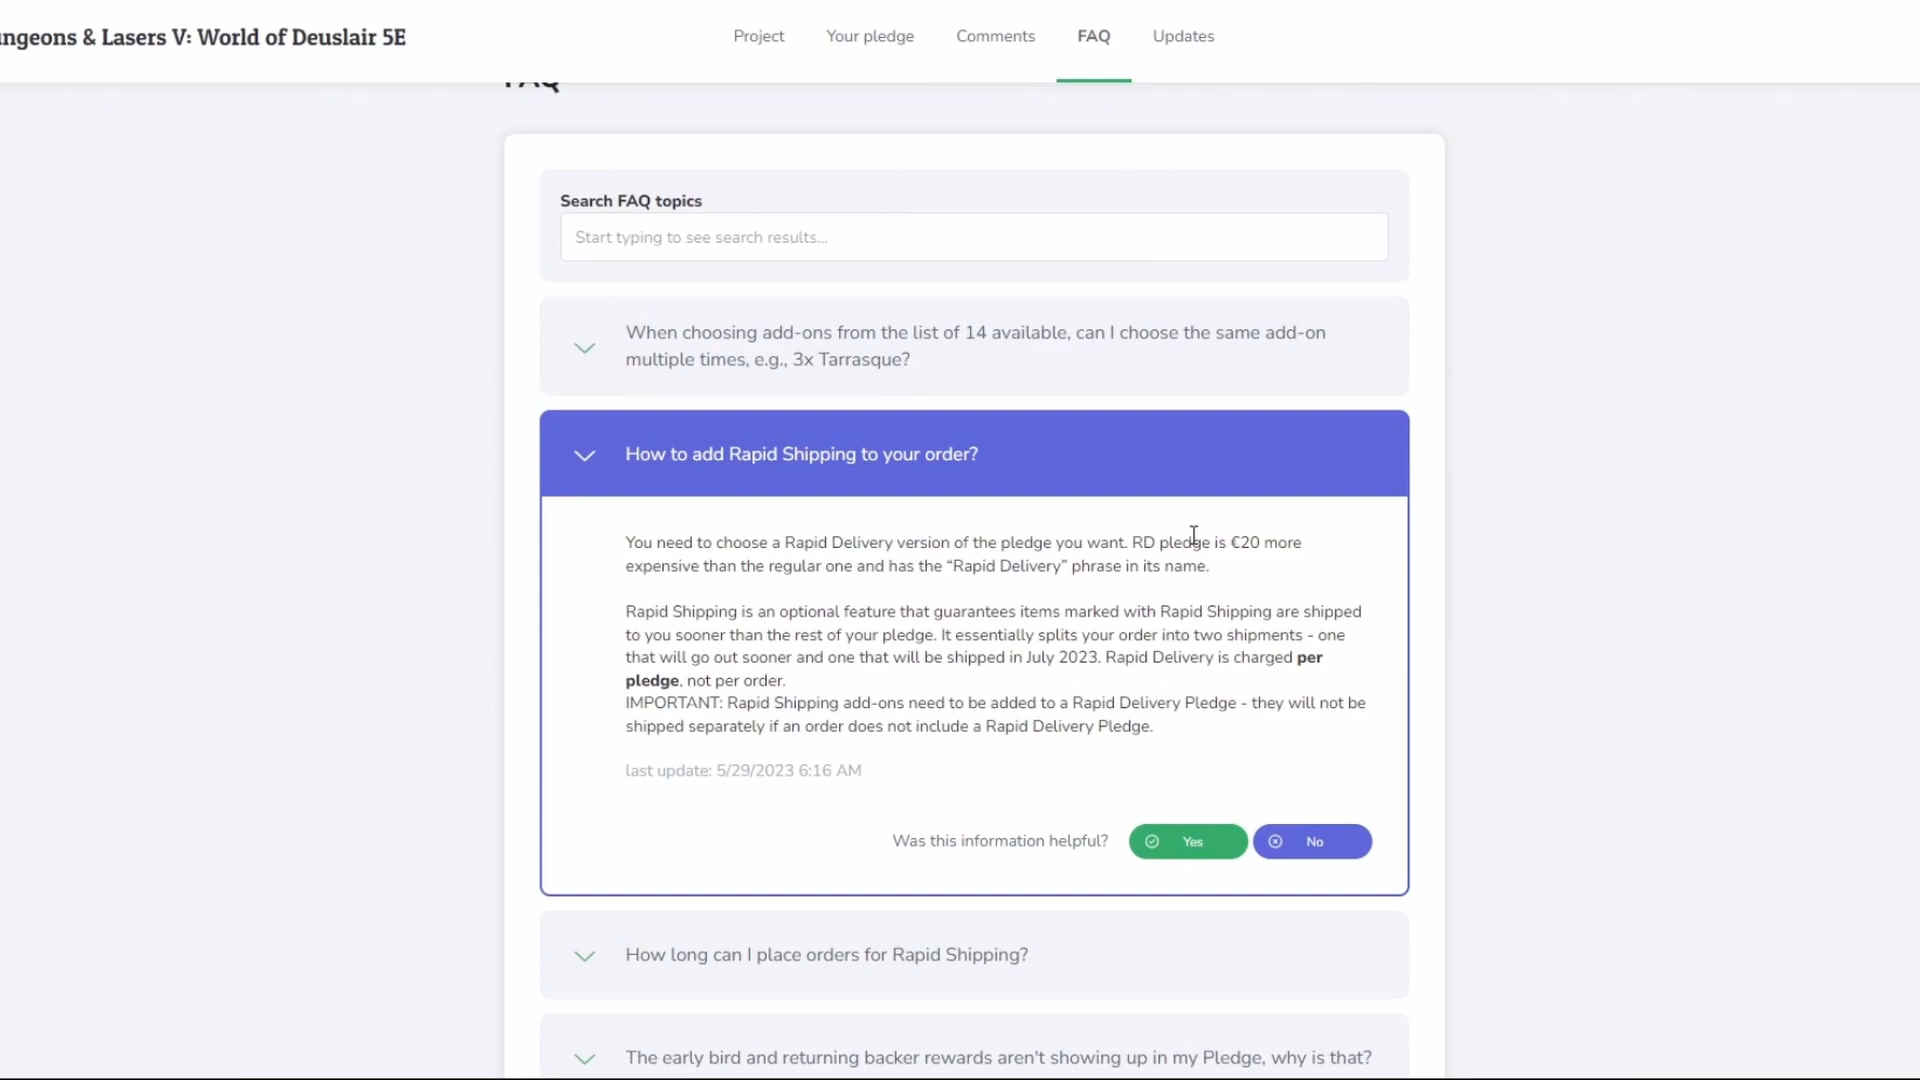 ngeons & Lasers V: World of Deuslair 5E
Project
Your pledge
Comments
FAQ
Updates
FAQ
Search FAQ topics
Start typing to see search results...
When choosing add-ons from the list of 14 available, can I choose the same add-on
multiple times, e.g., 3x Tarrasque?
How to add Rapid Shipping to your order?
You need to choose a Rapid Delivery version of the pledge you want. RD pledge is €20 more
expensive than the regular one and has the “Rapid Delivery” phrase in its name.
Rapid Shipping is an optional feature that guarantees items marked with Rapid Shipping are shipped
to you sooner than the rest of your pledge. It essentially splits your order into two shipments - one
that will go out sooner and one that will be shipped in July 2023. Rapid Delivery is charged per
pledge, not per order.
IMPORTANT: Rapid Shipping add-ons need to be added to a Rapid Delivery Pledge - they will not be
shipped separately if an order does not include a Rapid Delivery Pledge.
last update: 5/29/2023 6:16 AM
Was this information helpful?
Yes
No
How long can I place orders for Rapid Shipping?
The early bird and returning backer rewards aren't showing up in my Pledge, why is that?